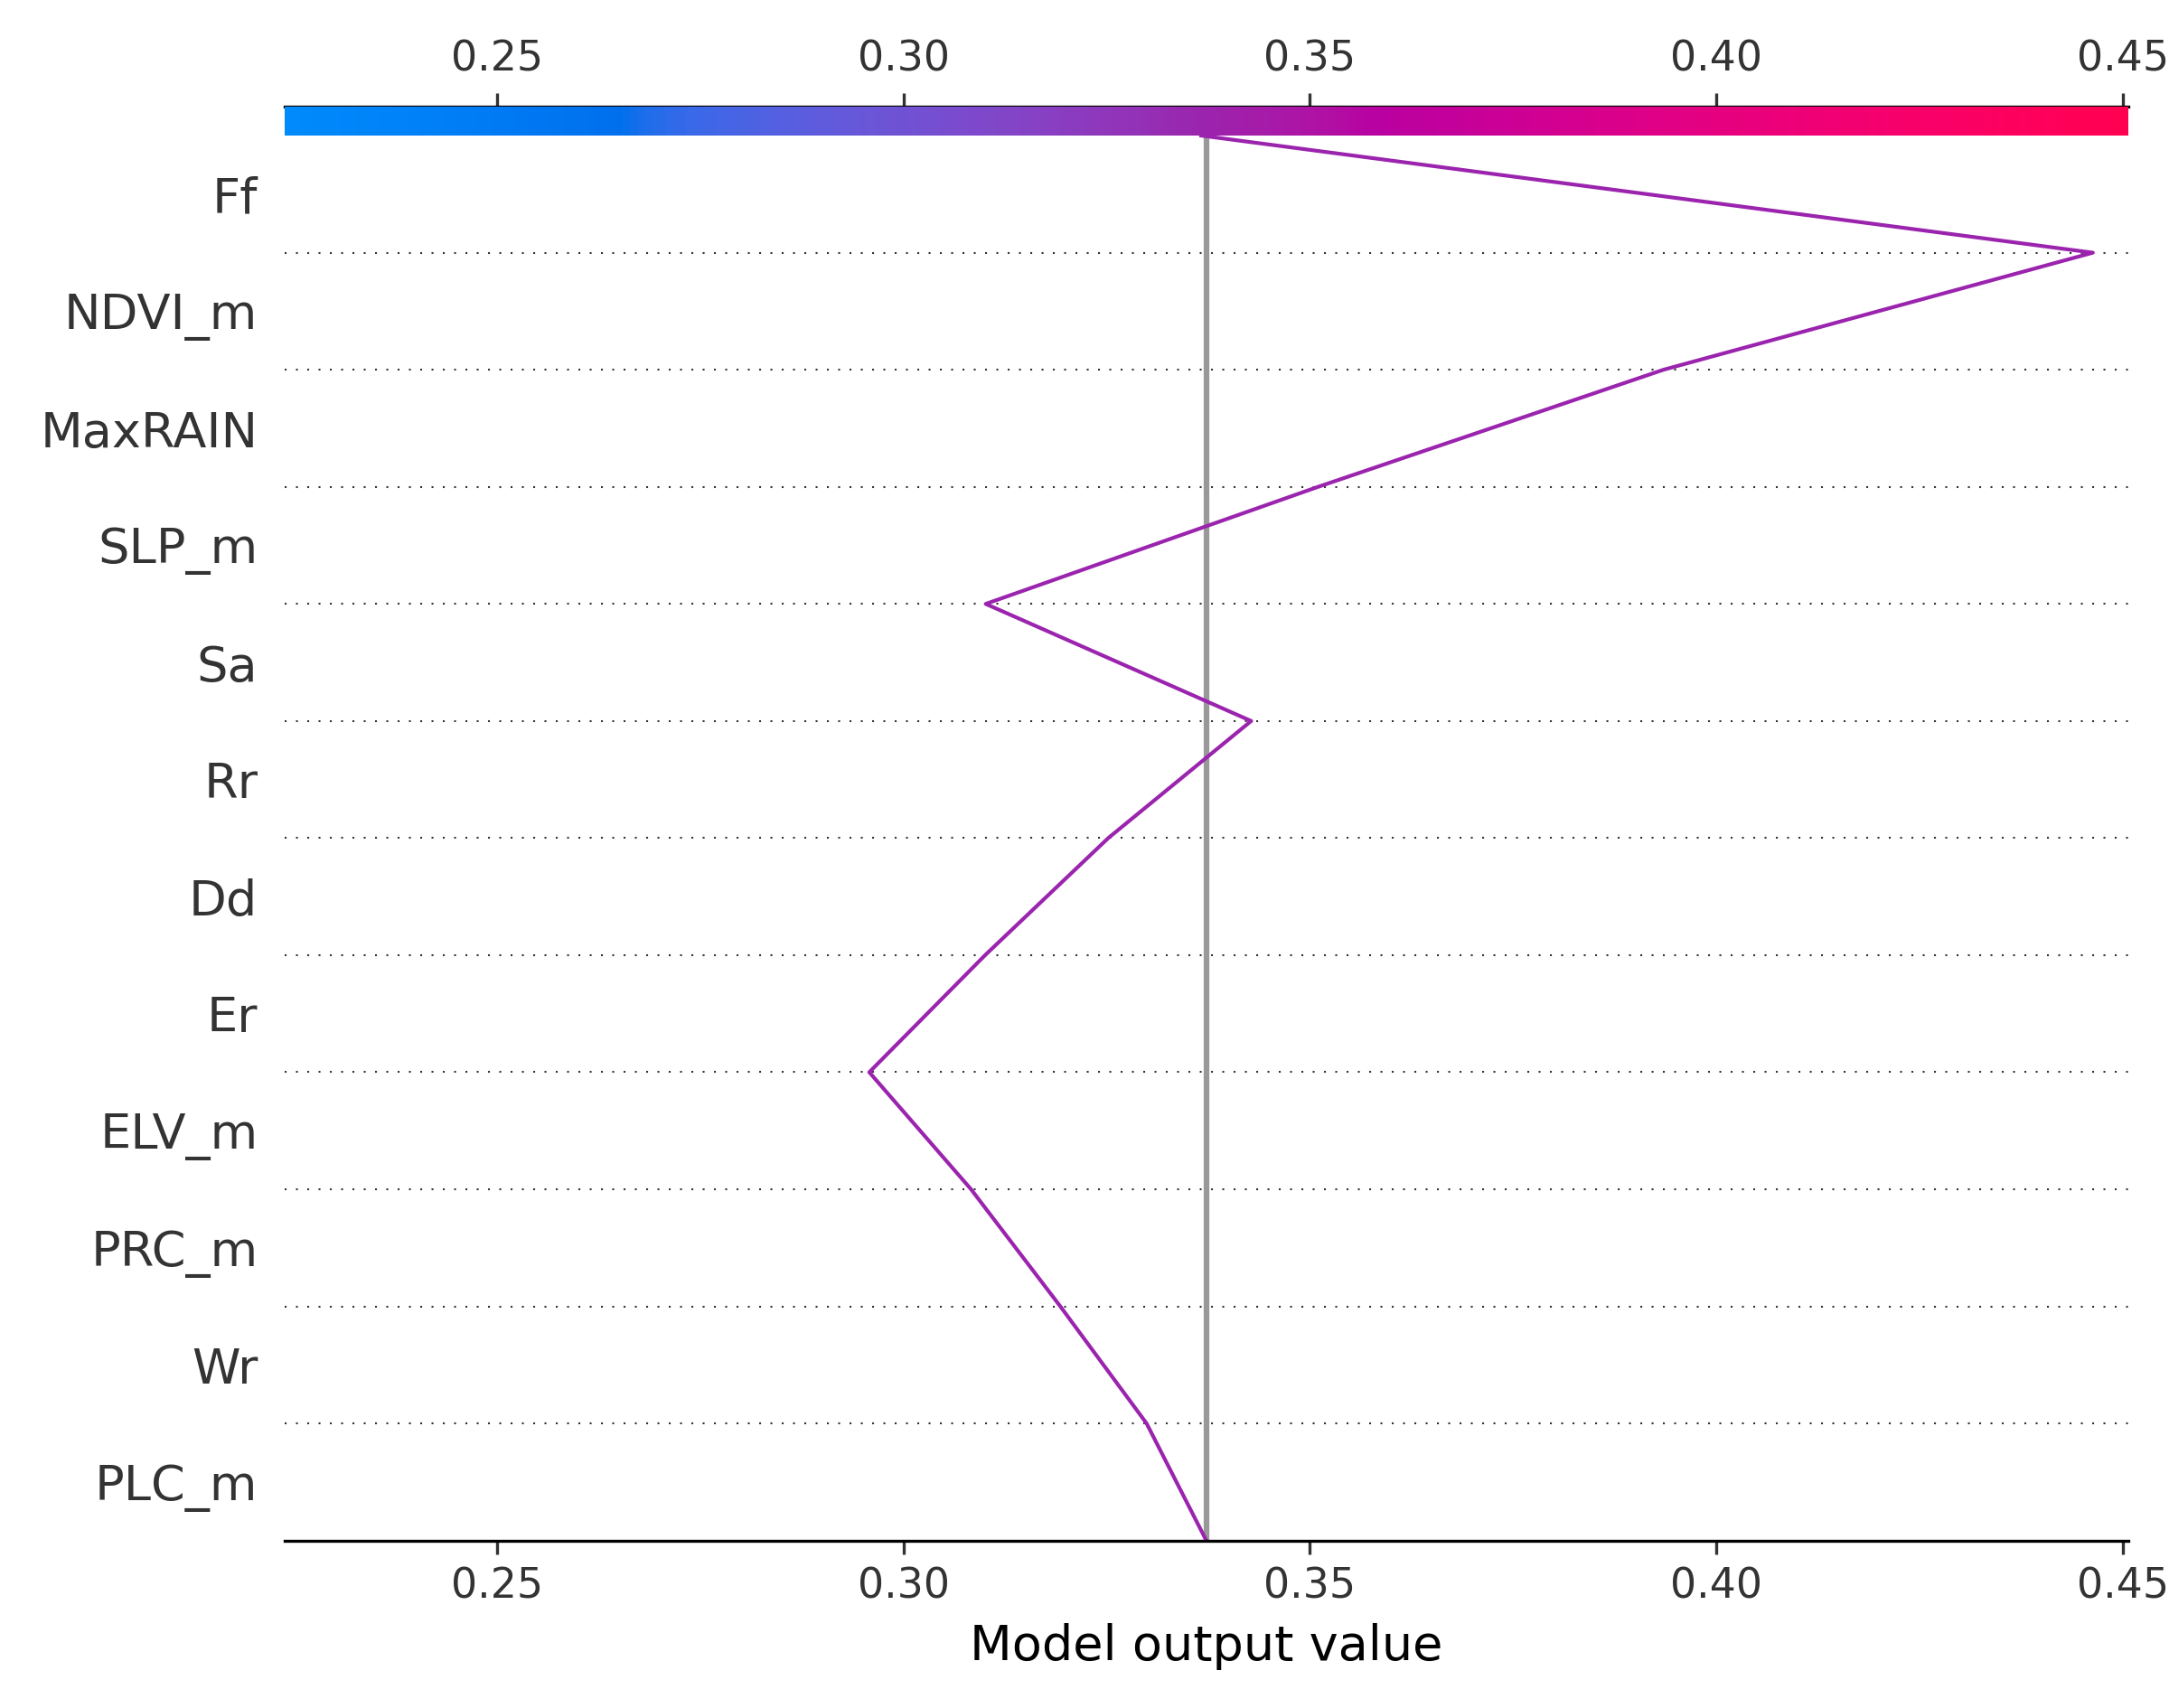 0.25 0.30 0.35 0.40 0.45
Ff
NDVI_m
MaxRAIN
SLP_m
Sa
Rr
Dd
Er
ELV_m
PRC_m
Wr
PLC_m
0.25 0.30 0.35 0.40 0.45
Model output value